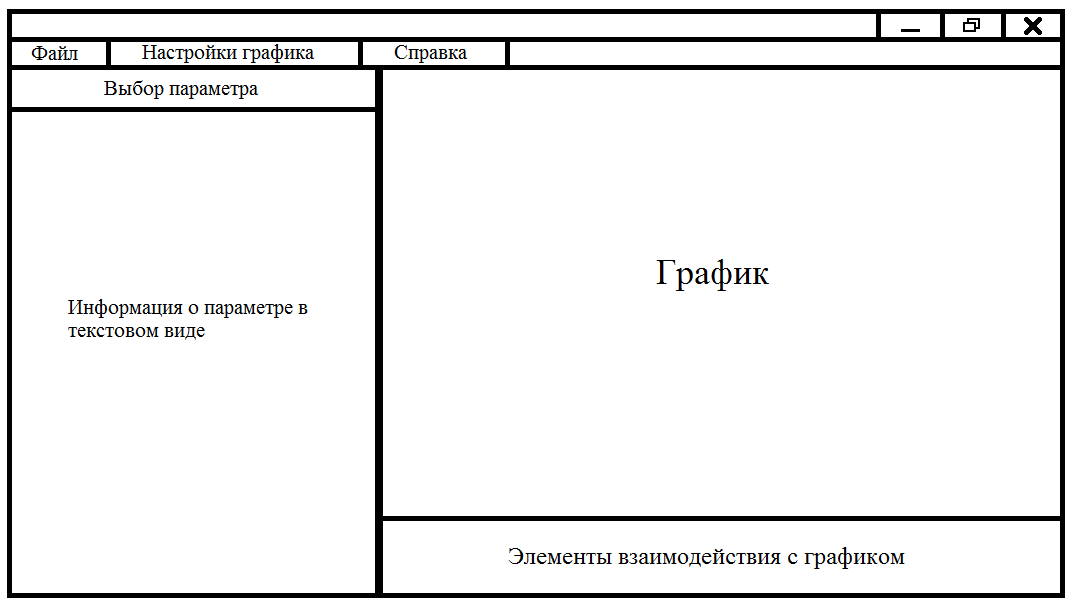 Файл
Настройки графика
Справка
Выбор параметра
Информация о параметре в
текстовом виде
График
Элементы взаимодействия с графиком